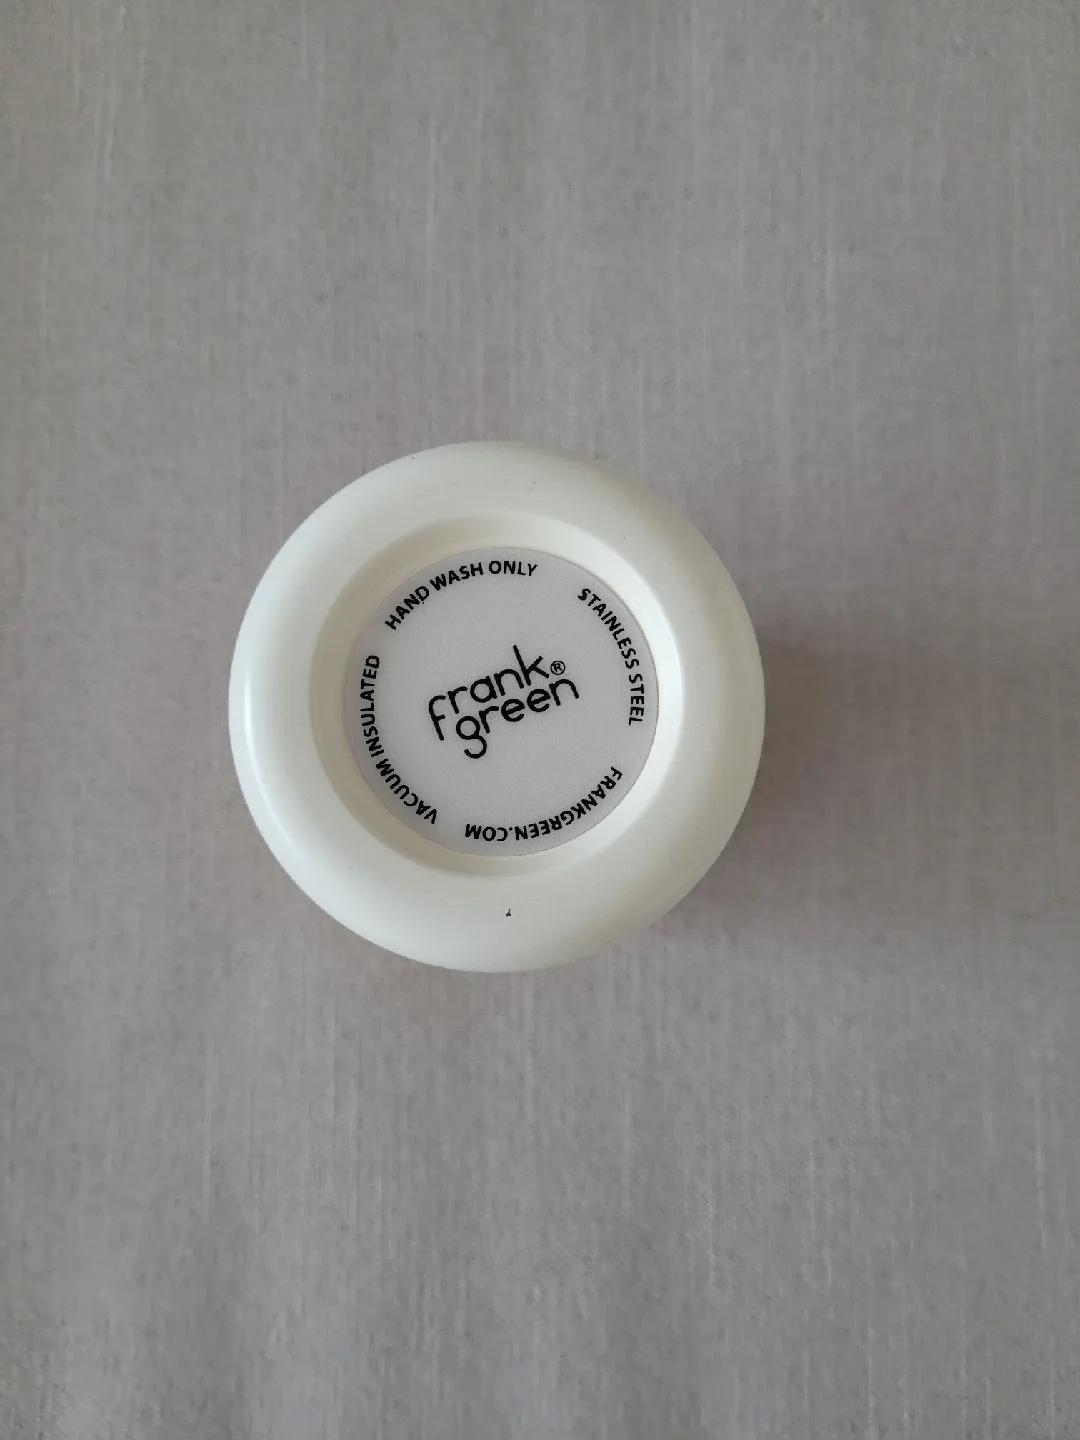 HAND WASH ONLY
STAINLESS STEEL
FRANKGREEN.COM
VACUUM INSULATED
frank®
green